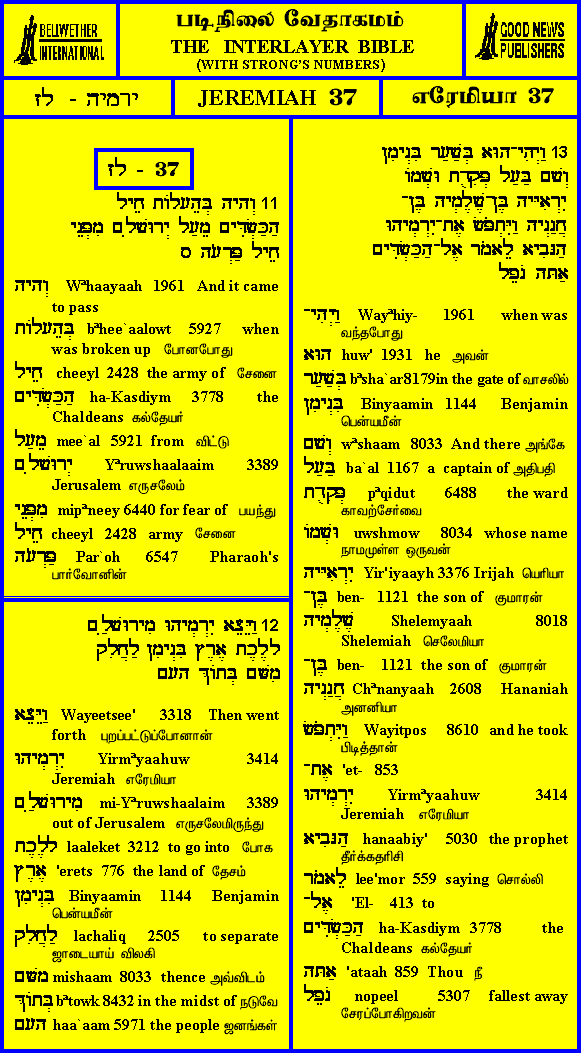 BELLWETHER
INTERNATIONAL
படிநிலை வேதாகமம்
THE INTERLAYER BIBLE
(WITH STRONG'S NUMBERS)
GOOD NEWS
PUBLISHERS
ירמיה - לז
JEREMIAH 37
எரேமியா 37
37 - לז
11 וְהָיָה בְּהֵעָלוֹת חֵיל
הַכַּשְׂדִּים מֵעַל יְרוּשָׁלִָם מִפְּנֵי
חֵיל פַּרְעֹה ס
וְהָיָה Wªhaayaah 1961 And it came
to pass
בְּהֵעָלוֹת bªhee`aalowt 5927 when
was broken up போனபோது
חֵיל cheeyl 2428 the army of சேனை
הַכַּשְׂדִּים ha-Kasdiym 3778 the
Chaldeans கல்தேயர்
מֵעַל mee`al 5921 from விட்டு
יְרוּשָׁלִַם Yªruwshaalaaim 3389
Jerusalem எருசலேம்
מִפְּנֵי mipªneey 6440 for fear of பயந்து
חֵיל cheeyl 2428 army சேனை
פַּרְעֹה Par`oh 6547 Pharaoh's
பார்வோனின்
12 וַיֵּצֵא יִרְמְיָהוּ מִירוּשָׁלִַם
לָלֶכֶת אֶרֶץ בִּנְיָמִן לַחֲלִק
מִשָּׁם בְּתוֹךְ הָעָם
וַיֵּצֵא Wayeetsee' 3318 Then went
forth புறப்பட்டுப்போனான்
יִרְמְיָהוּ Yirmªyaahuw 3414
Jeremiah எரேமியா
מִירוּשָׁלִַם mi-Yªruwshaalaim 3389
out of Jerusalem எருசலேமிருந்து
לָלֶכֶת laaleket 3212 to go into போக
אֶרֶץ 'erets 776 the land of தேசம்
בִּנְיָמִן Binyaamin 1144 Benjamin
பென்யமீன்
לַחֲלִק lachaliq 2505 to separate
ஜாடையாய் விலகி
מִשָּׁם mishaam 8033 thence அவ்விடம்
בְּתוֹךְ bªtowk 8432 in the midst of நடுவே
הָעָם haa`aam 5971 the people ஜனங்கள்
13 וַיְהִי־הוּא בְּשַׁעַר בִּנְיָמִן
וְשָׁם בַּעַל פְּקִדֻת וּשְׁמוֹ
יִרְאִיָּיה בֶּן־שֶׁלֶמְיָה בֶּן־
חֲנַנְיָה וַיִּתְפֹּשׂ אֶת־יִרְמְיָהוּ
הַנָּבִיא לֵאמֹר אֶל־הַכַּשְׂדִּים
אַתָּה נֹפֵל
וַיְהִי־ Wayªhiy- 1961 when was
வந்தபோது
הוּא huw' 1931 he அவன்
בְּשַׁעַר bªsha`ar8179in the gate of வாசலில்
בִּנְיָמִן Binyaamin 1144 Benjamin
பென்யமீன்
וְשָׁם wªshaam 8033 And there அங்கே
בַּעַל ba`al 1167 a captain of அதிபதி
פְּקִדֻת pªqidut 6488 the ward
காவற்சேர்வை
וּשְׁמוֹ uwshmow 8034 whose name
நாமமுள்ள ஒருவன்
יִרְאִיָּיה Yir'iyaayh 3376 Irijah யெரியா
בֶּן־ ben- 1121 the son of குமாரன்
שֶׁלֶמְיָה Shelemyaah 8018
Shelemiah செலேமியா
בֶּן־ ben- 1121 the son of குமாரன்
חֲנַנְיָה Chªnanyaah 2608 Hananiah
அனனியா
וַיִּתְפֹּשׂ Wayitpos 8610 and he took
பிடித்தான்
אֶת־ 'et- 853
יִרְמְיָהוּ Yirmªyaahuw 3414
Jeremiah எரேமியா
הַנָּבִיא hanaabiy' 5030 the prophet
தீர்க்கதரிசி
לֵאמֹר lee'mor 559 saying சொல்லி
אֶל־ 'El- 413 to
הַכַּשְׂדִּים ha-Kasdiym 3778 the
Chaldeans கல்தேயர்
אַתָּה 'ataah 859 Thou நீ
נֹפֵל nopeel 5307 fallest away
சேரப்போகிறவன்